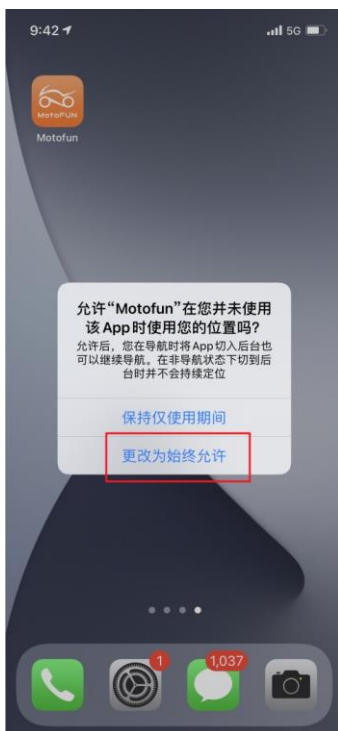 9:42
5G
MotoFUN
Motofun
允许“Motofun”在您并未使用
该 App 时使用您的位置吗?
允许后，您在导航时将App切入后台也
可以继续导航。在非导航状态下切到后
台时并不会持续定位
保持仅使用期间
更改为始终允许
1
1,037